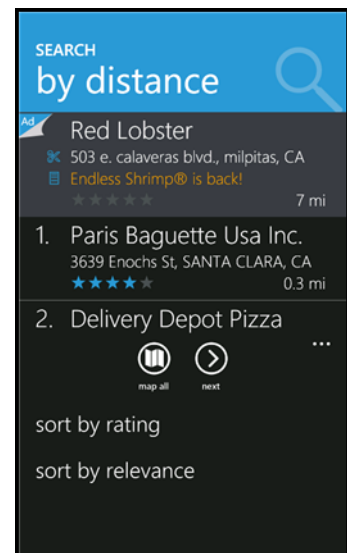 SEARCH
by distance
Ad
Red Lobster
503 e. calaveras blvd., milpitas, CA
Endless Shrimp® is back!
7 mi
1. Paris Baguette Usa Inc.
3639 Enochs St, SANTA CLARA, CA
0.3 mi
2. Delivery Depot Pizza
...
map all next
sort by rating
sort by relevance